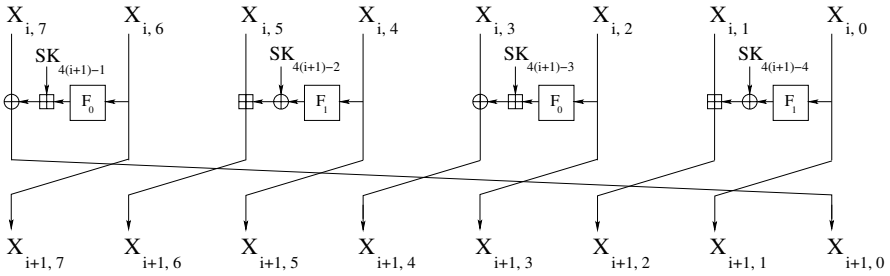 X i, 7 X i, 6 X i, 5 X i, 4 X i, 3 X i, 2 X i, 1 X i, 0
SK 4(i+1)−1 SK 4(i+1)−2 SK 4(i+1)−3 SK 4(i+1)−4
F0 F1 F0 F1
X i+1, 7 X i+1, 6 X i+1, 5 X i+1, 4 X i+1, 3 X i+1, 2 X i+1, 1 X i+1, 0